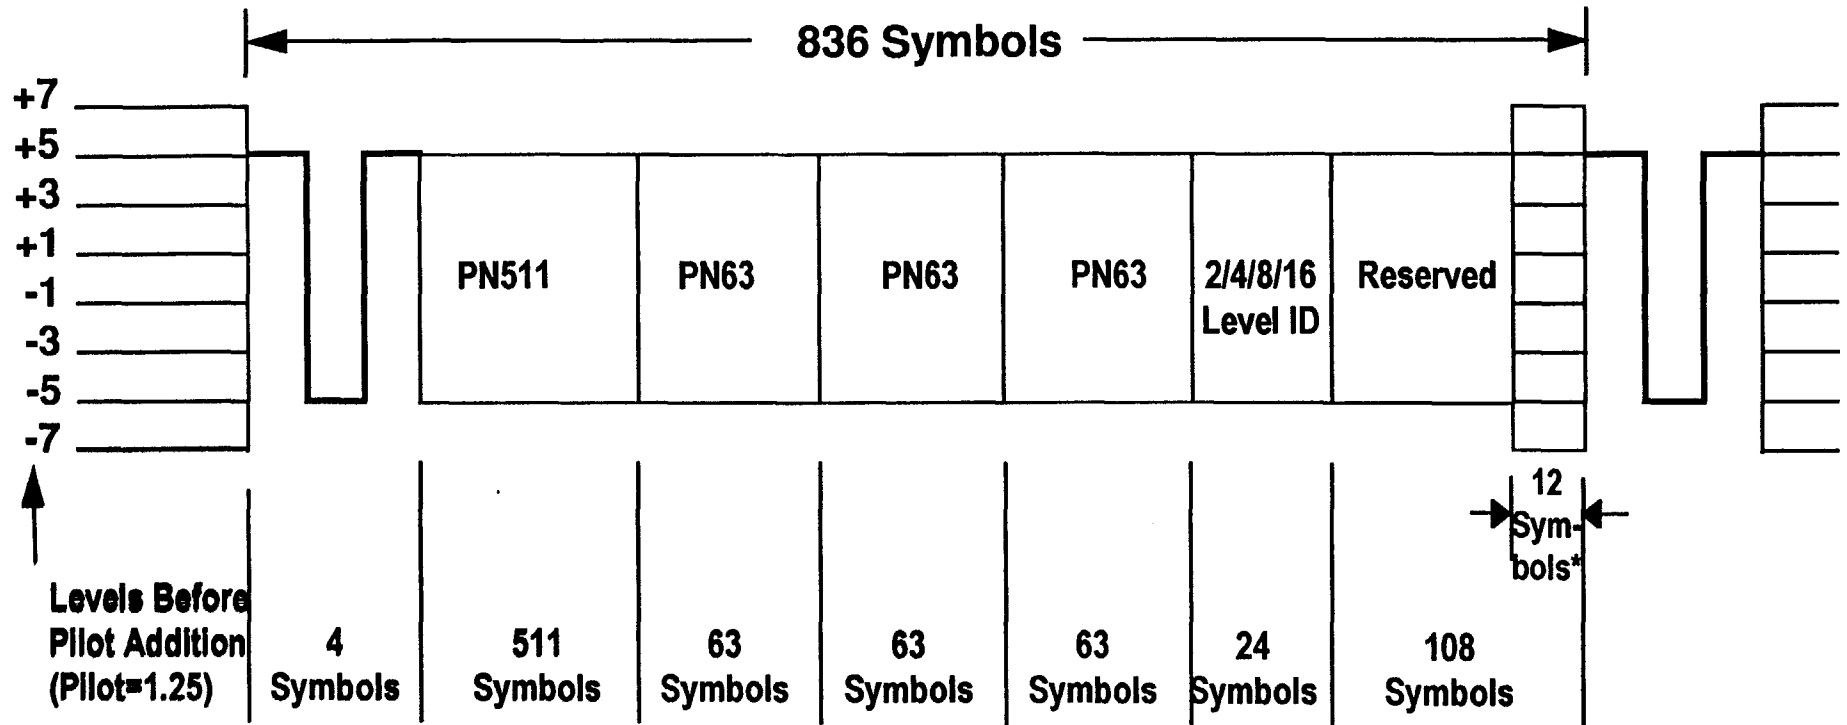 836 Symbols
+7
+5
+3
+1
-1
-3
-5
-7
PN511
PN63
PN63
PN63
2/4/8/16
Level ID
Reserved
Levels Before
Pilot Addition
(Pilot=1.25)
4
Symbols
511
Symbols
63
Symbols
63
Symbols
63
Symbols
24
Symbols
108
Symbols
12
Sym-
bols*